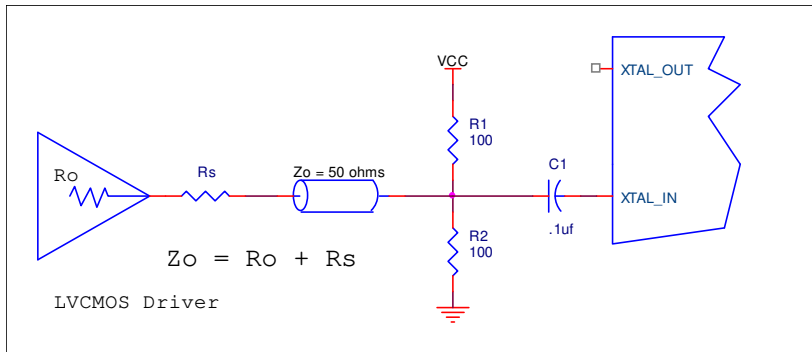 VCC
XTAL_OUT
R1
100
C1
Ro
Rs
Zo = 50 ohms
XTAL_IN
.1uf
R2
100
Zo = Ro + Rs
LVCMOS Driver